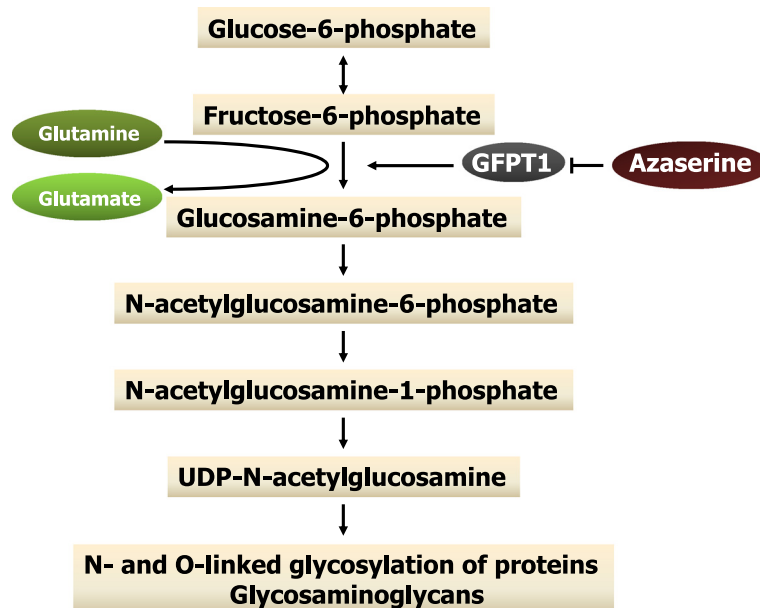 Glucose-6-phosphate
Fructose-6-phosphate
Glutamine
GFPT1
Azaserine
Glutamate
Glucosamine-6-phosphate
N-acetylglucosamine-6-phosphate
N-acetylglucosamine-1-phosphate
UDP-N-acetylglucosamine
N- and O-linked glycosylation of proteins
Glycosaminoglycans